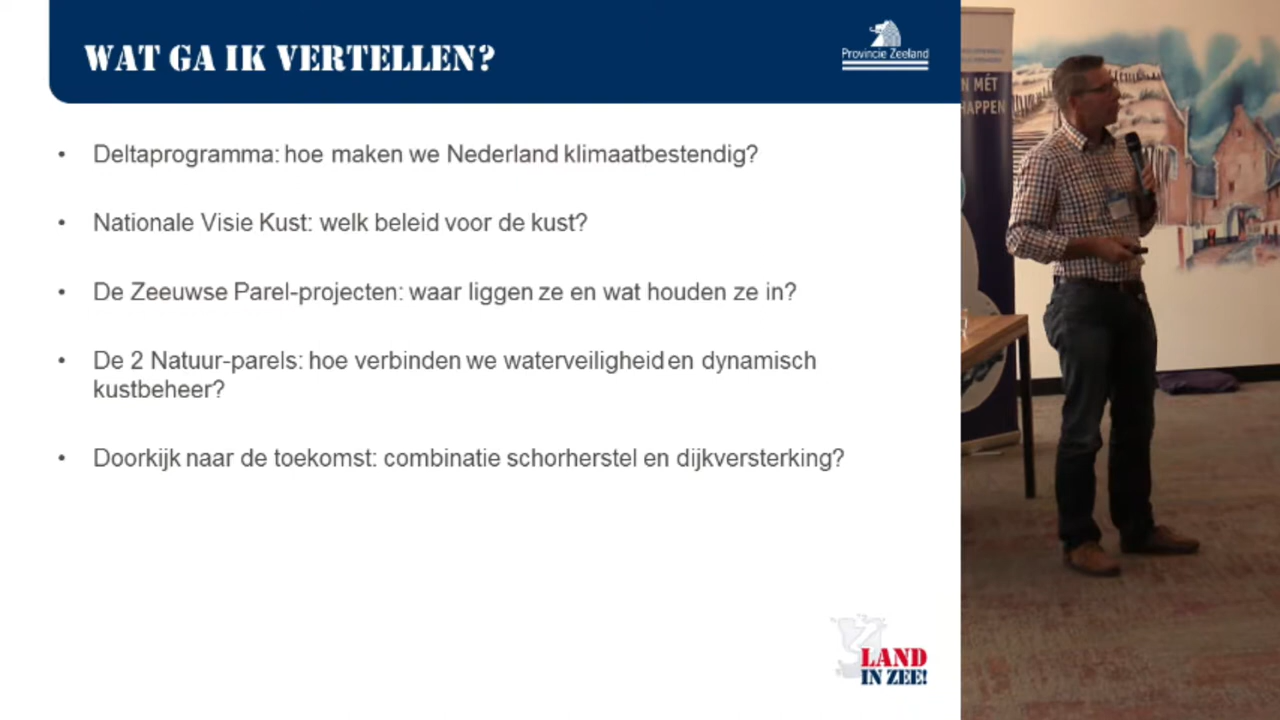 WAT GA IK VERTELLEN?
Provincie Zeeland
• Deltaprogramma: hoe maken we Nederland klimaatbestendig?
• Nationale Visie Kust: welk beleid voor de kust?
• De Zeeuwse Parel-projecten: waar liggen ze en wat houden ze in?
• De 2 Natuur-parels: hoe verbinden we waterveiligheid en dynamisch
kustbeheer?
• Doorkijk naar de toekomst: combinatie schorherstel en dijkversterking?
LAND
IN ZEE!
N MÉT
HAPPEN